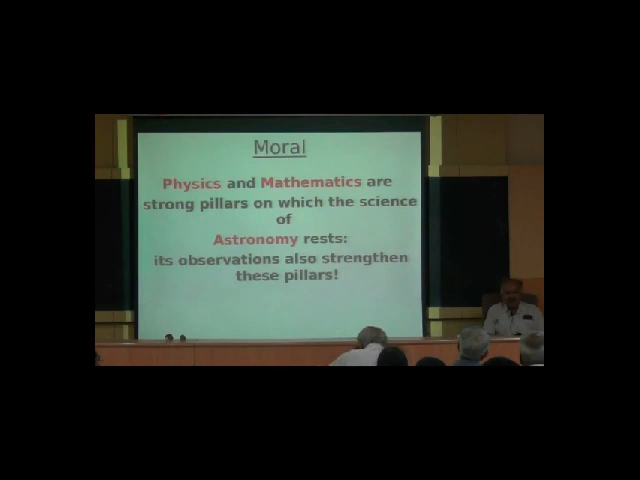 Moral
Physics and Mathematics are
strong pillars on which the science
of
Astronomy rests:
its observations also strengthen
these pillars!